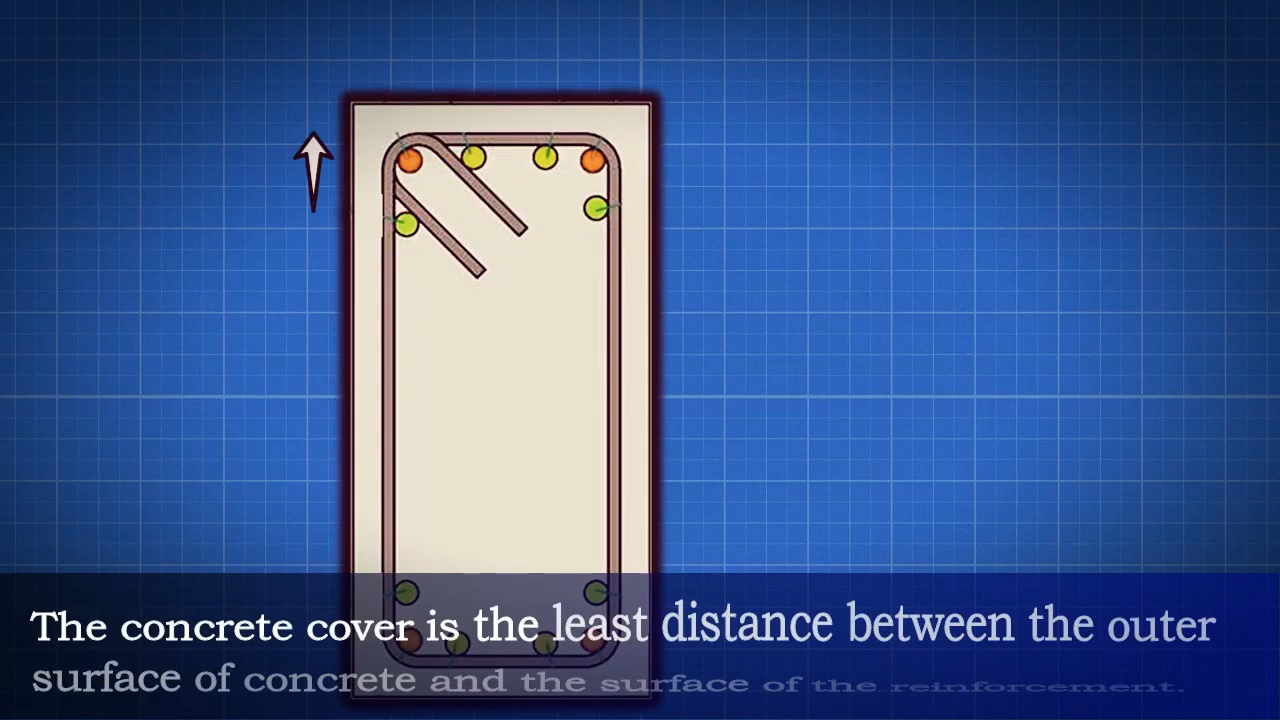 The concrete cover is the least distance between the outer
surface of concrete and the surface of the reinforcement.